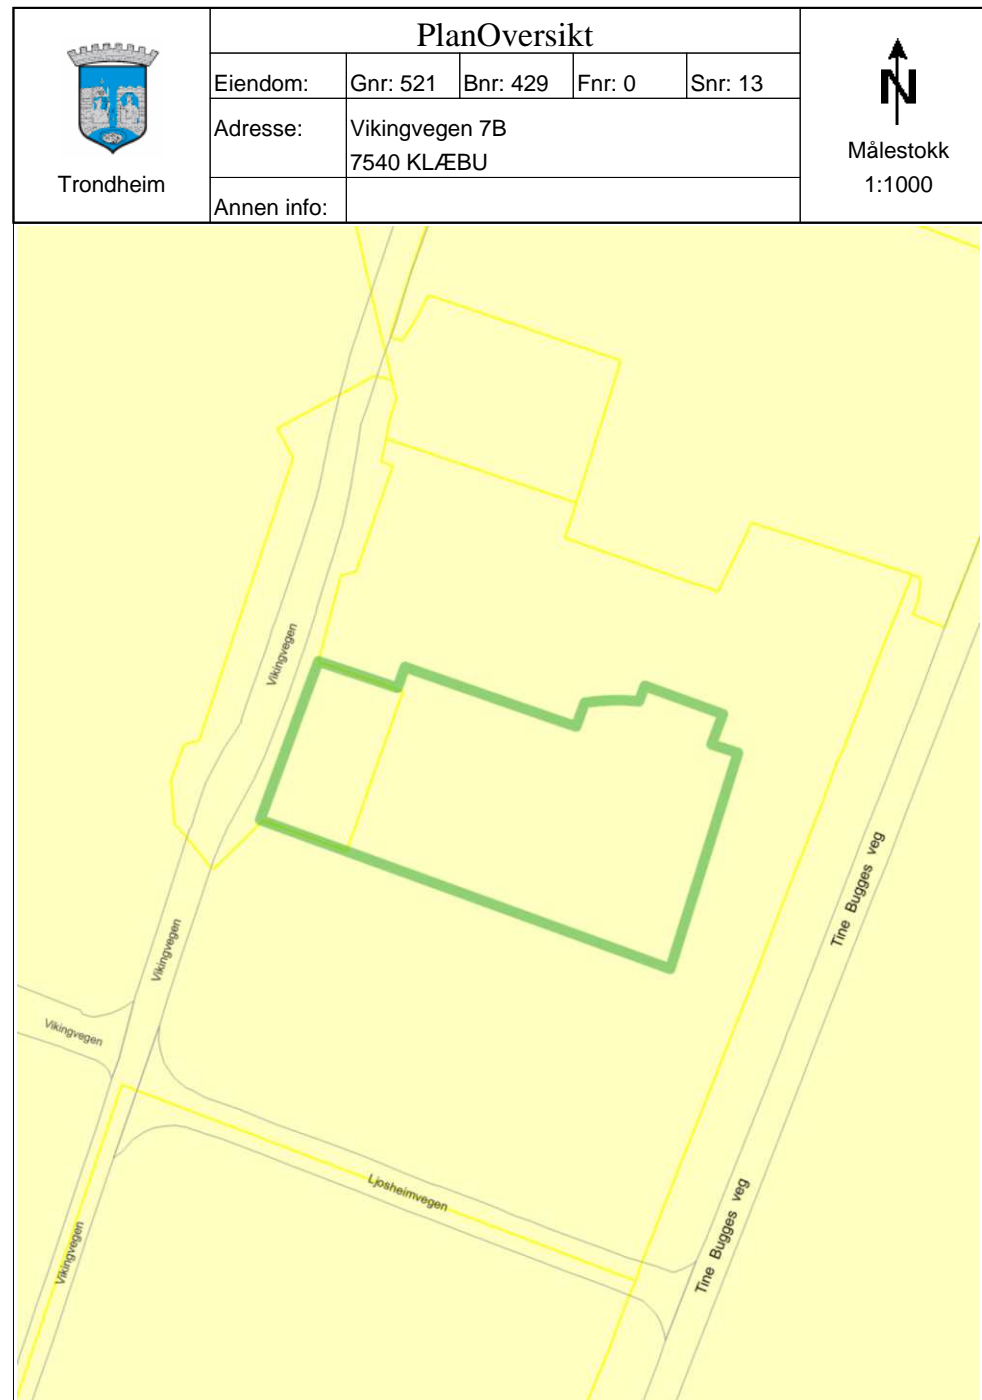 PlanOversikt
Eiendom: Gnr: 521 Bnr: 429 Fnr: 0 Snr: 13
Adresse: Vikingvegen 7B
7540 KLÆBU
Annen info:
Trondheim
N
Målestokk
1:1000
Vikingvegen
Tine Bugges veg
Vikingvegen
Vikingvegen
Ljosheimvegen
Tine Bugges veg
Vikingvegen